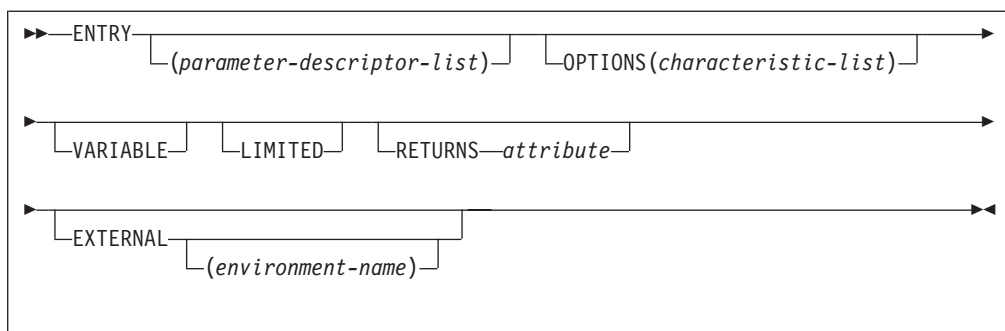 ENTRY
(parameter-descriptor-list) OPTIONS(characteristic-list)
VARIABLE LIMITED RETURNS attribute
EXTERNAL
(environment-name)